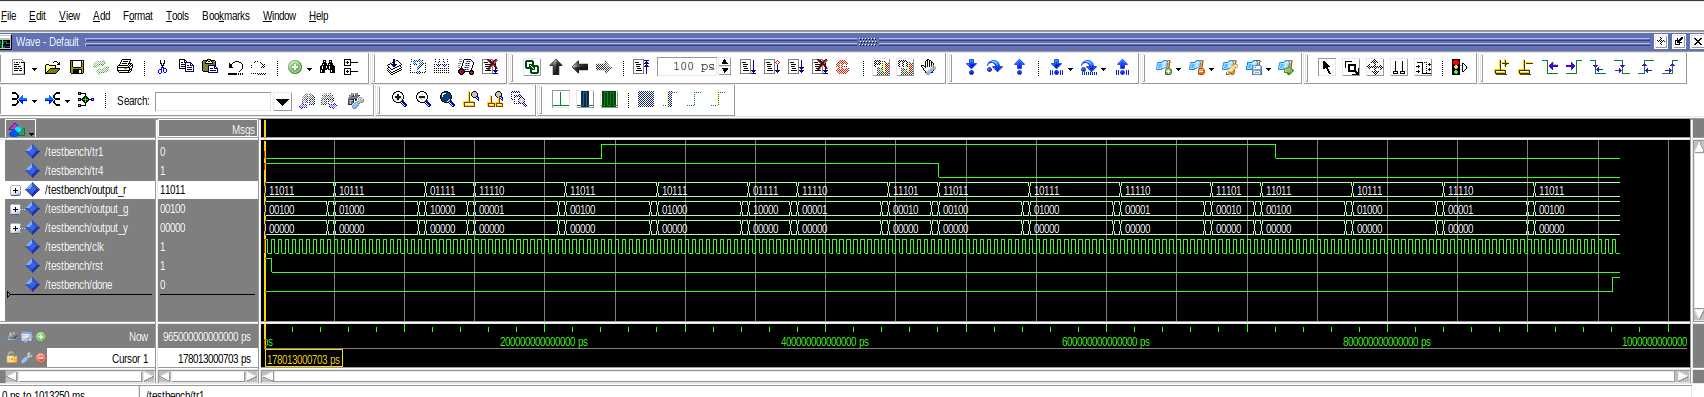 File Edit View Add Format Tools Bookmarks Window Help
Wave - Default
100 ps
Search:
Msgs
/testbench/tr1 0
/testbench/tr4 1
/testbench/output_r 11011 11011 10111 01111 11110 11011 10111 01111 11110 11101 11011 10111 11110 11101 11011 10111 11110 11011
/testbench/output_g 00100 00100 01000 10000 00001 00100 01000 10000 00001 00010 00100 01000 00001 00010 00100 01000 00001 00100
/testbench/output_y 00000 00000 00000 00000 00000 00000 00000 00000 00000 00000 00000 00000 00000 00000 00000 00000 00000 00000
/testbench/clk 1
/testbench/rst 1
/testbench/done 0
Now 965000000000000 ps ps 200000000000000 ps 400000000000000 ps 600000000000000 ps 800000000000000 ps 1000000000000
Cursor 1 178013000703 ps 178013000703 ps
0 ps to 1013250 ms /testbench/tr1